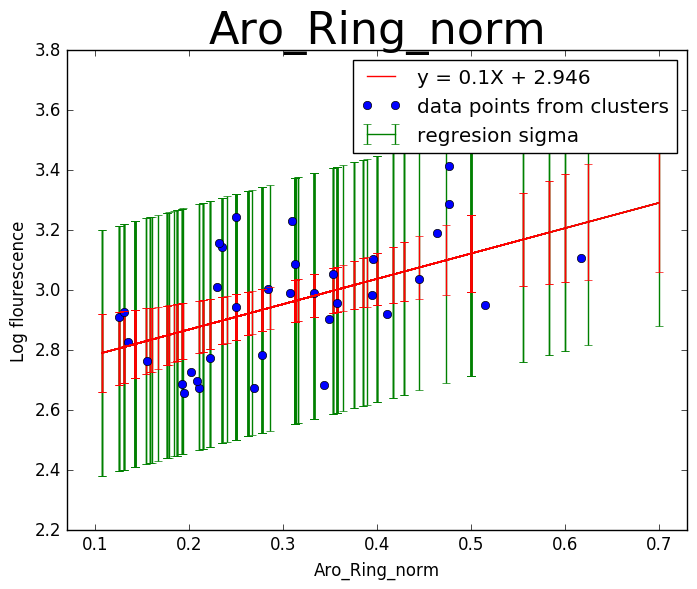 Aro_Ring_norm
y = 0.1X + 2.946
data points from clusters
regresion sigma
Log flourescence
3.8
3.6
3.4
3.2
3.0
2.8
2.6
2.4
2.2
0.1 0.2 0.3 0.4 0.5 0.6 0.7
Aro_Ring_norm